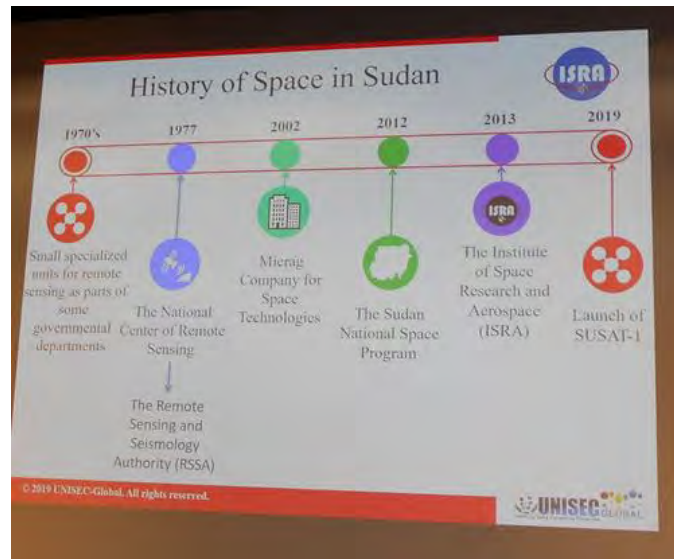 History of Space in Sudan
ISRA
1970's
1977
2002
2012
2013
2019
Small specialized
units for remote
sensing as parts of
some
governmental
departments
The National
Center of Remote
Sensing
The Remote
Sensing and
Seismology
Authority (RSSA)
Mierag
Company for
Space
Technologies
The Sudan
National Space
Program
ISRA
The Institute
of Space
Research and
Aerospace
(ISRA)
Launch of
SUSAT-1
© 2019 UNISEC-Global. All rights reserved.
UNISEC
GLOBAL